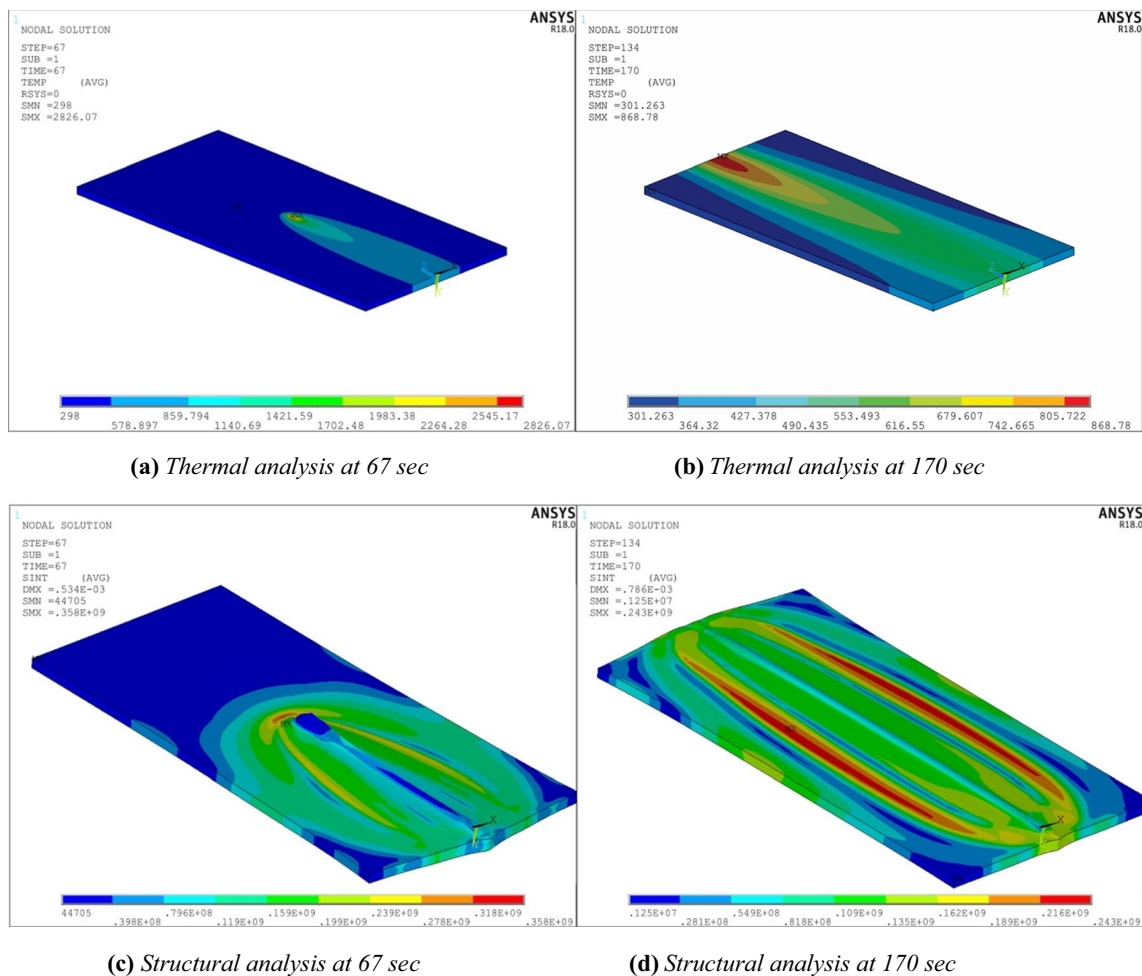 1
ANSYS
R18.0
NODAL SOLUTION
STEP=67
SUB =1
TIME=67
TEMP (AVG)
RSYS=0
SMN =298
SMX =2826.07
MX
Z
X
Y
298 859.794 1421.59 1983.38 2545.17
578.897 1140.69 1702.48 2264.28 2826.07
1
ANSYS
R18.0
NODAL SOLUTION
STEP=134
SUB =1
TIME=170
TEMP (AVG)
RSYS=0
SMN =301.263
SMX =868.78
MX
Z
X
Y
301.263 427.378 553.493 679.607 805.722
364.32 490.435 616.55 742.665 868.78
(a) Thermal analysis at 67 sec
(b) Thermal analysis at 170 sec
1
ANSYS
R18.0
NODAL SOLUTION
STEP=67
SUB =1
TIME=67
SINT (AVG)
DMX =.534E-03
SMN =44705
SMX =.358E+09
MX
X
44705 .796E+08 .159E+09 .239E+09 .318E+09
.398E+08 .119E+09 .199E+09 .278E+09 .358E+09
1
ANSYS
R18.0
NODAL SOLUTION
STEP=134
SUB =1
TIME=170
SINT (AVG)
DMX =.786E-03
SMN =.125E+07
SMX =.243E+09
MX
X
.125E+07 .549E+08 .109E+09 .162E+09 .216E+09
.281E+08 .818E+08 .135E+09 .189E+09 .243E+09
(c) Structural analysis at 67 sec
(d) Structural analysis at 170 sec